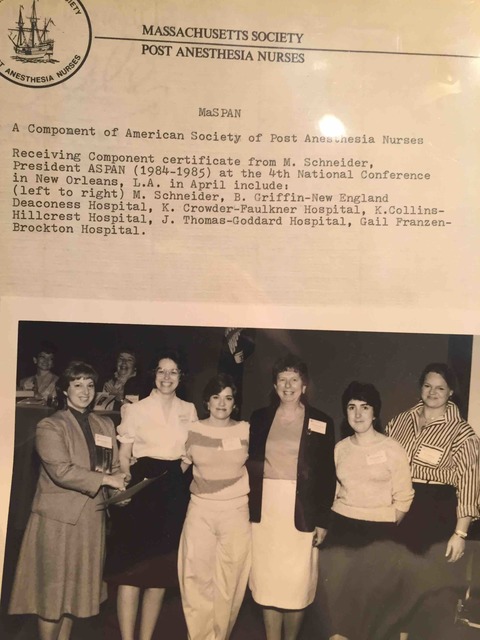 SOCIETY
ANESTHESIA NURSES
MASSACHUSETTS SOCIETY
POST ANESTHESIA NURSES
MaSPAN
A Component of American Society of Post Anesthesia Nurses
Receiving Component certificate from M. Schneider,
President ASPAN (1984-1985) at the 4th National Conference
in New Orleans, L.A. in April include:
(left to right) M. Schneider, B. Griffin-New England
Deaconess Hospital, K. Crowder-Faulkner Hospital, K.Collins-
Hillcrest Hospital, J. Thomas-Goddard Hospital, Gail Franzen-
Brockton Hospital.